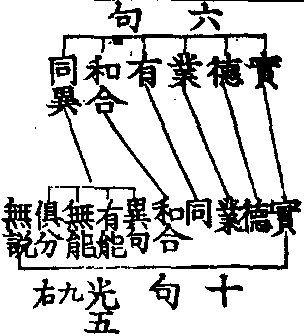 六句
實 德 業 有 和合 同異
實 德 業 同 和合 異句 有能 無能 俱分 無說
十句 光五九右